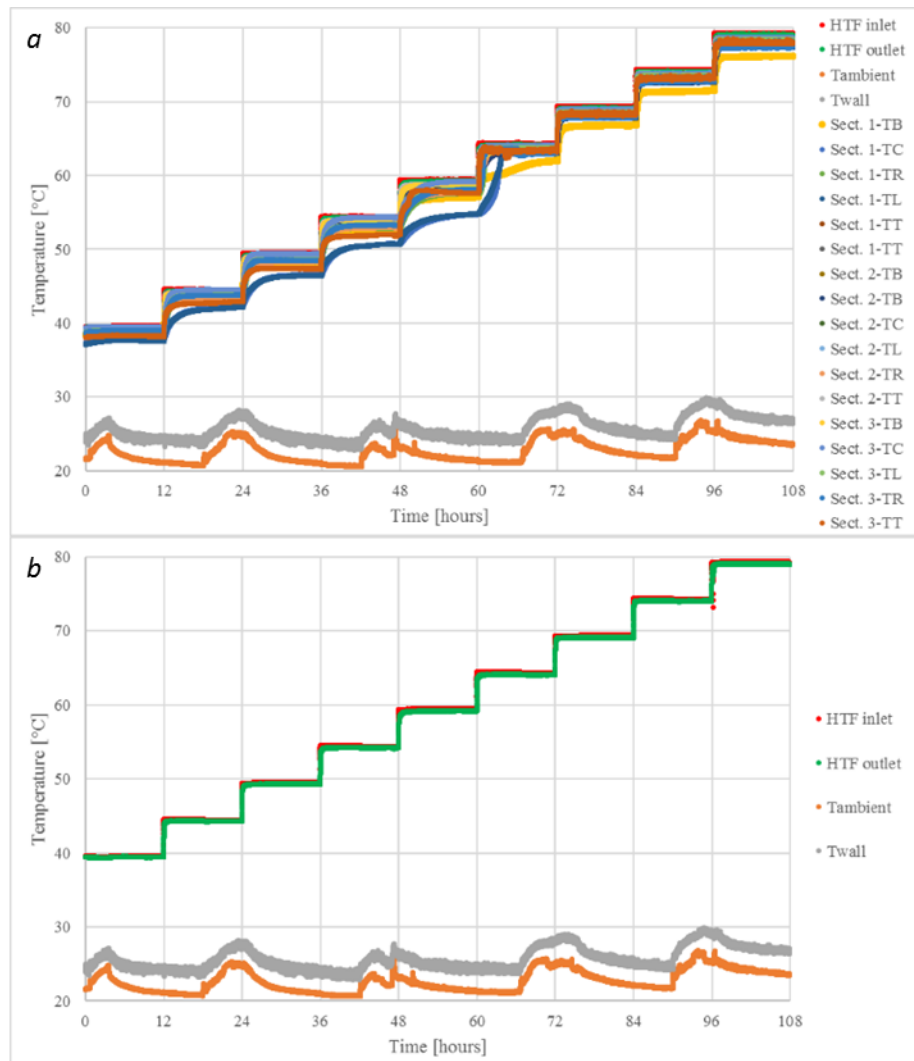 a
Temperature [°C]
80
70
60
50
40
30
20
0 12 24 36 48 60 72 84 96 108
Time [hours]
HTF inlet
HTF outlet
Tambient
Twall
Sect. 1-TB
Sect. 1-TC
Sect. 1-TR
Sect. 1-TL
Sect. 1-TT
Sect. 1-TT
Sect. 2-TB
Sect. 2-TB
Sect. 2-TC
Sect. 2-TL
Sect. 2-TR
Sect. 2-TT
Sect. 3-TB
Sect. 3-TC
Sect. 3-TL
Sect. 3-TR
Sect. 3-TT
b
Temperature [°C]
80
70
60
50
40
30
20
0 12 24 36 48 60 72 84 96 108
Time [hours]
HTF inlet
HTF outlet
Tambient
Twall